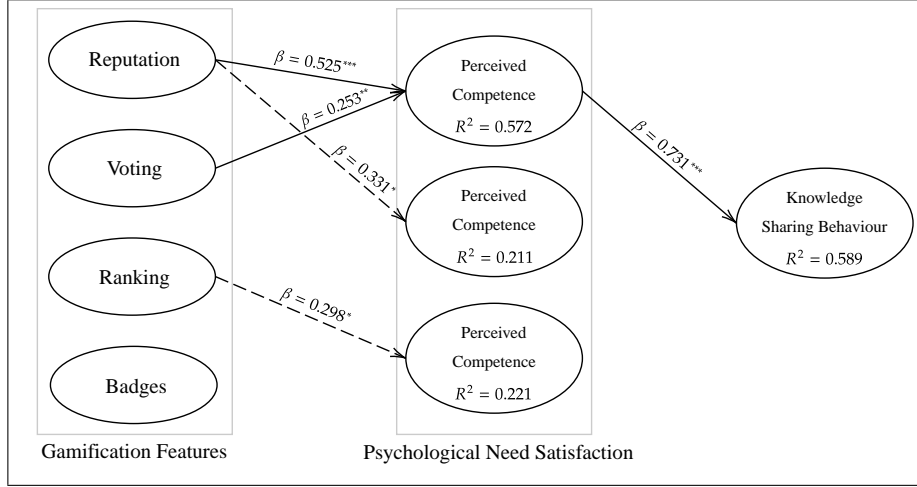 Reputation
Voting
Ranking
Badges
Gamification Features
β = 0.525***
β = 0.253**
β = 0.331*
β = 0.298*
Perceived
Competence
R² = 0.572
Perceived
Competence
R² = 0.211
Perceived
Competence
R² = 0.221
Psychological Need Satisfaction
β = 0.731***
Knowledge
Sharing Behaviour
R² = 0.589